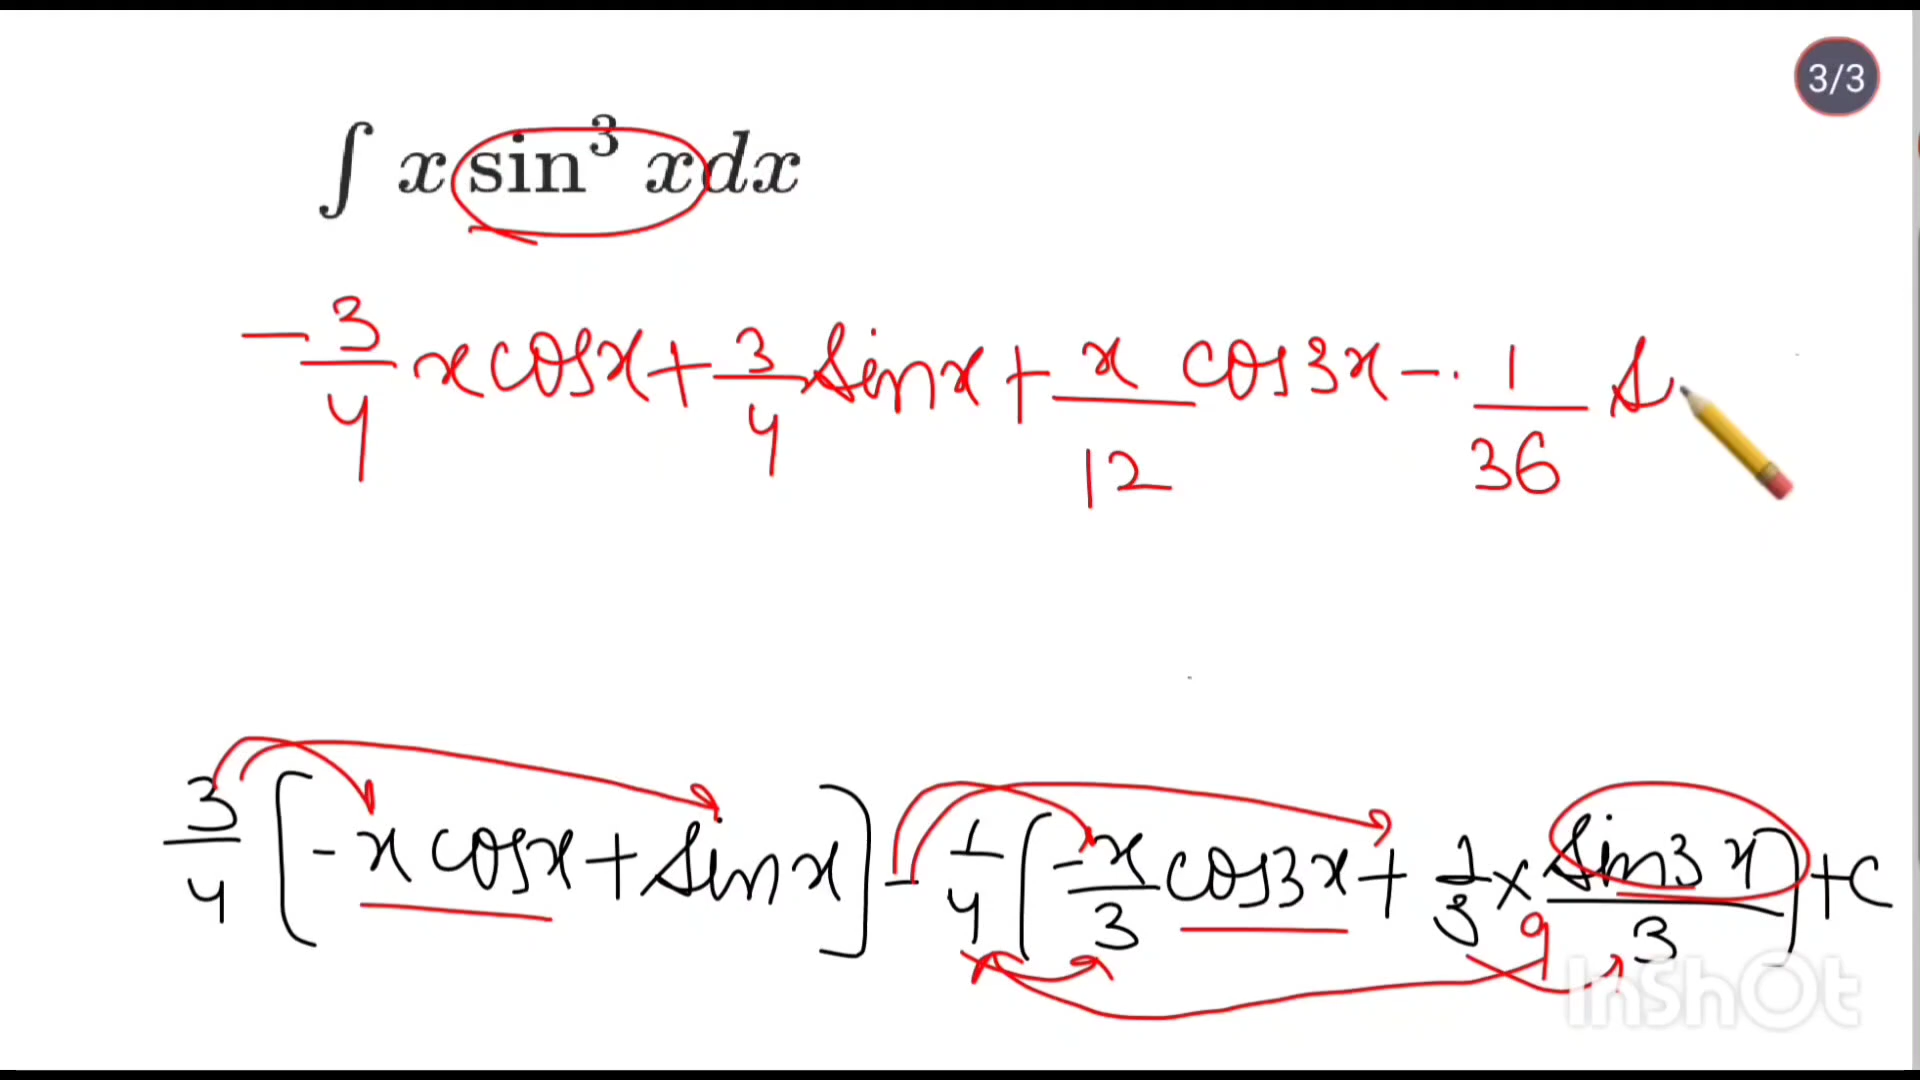 3/3
∫ x sin³ x dx
-3/4 x cos x + 3/4 sin x + x/12 cos 3x - 1/36 s
3/4 [-x cos x + sin x] - 1/4 [-x/3 cos 3x + 1/3 × sin 3x/3] + C
9
InShOt